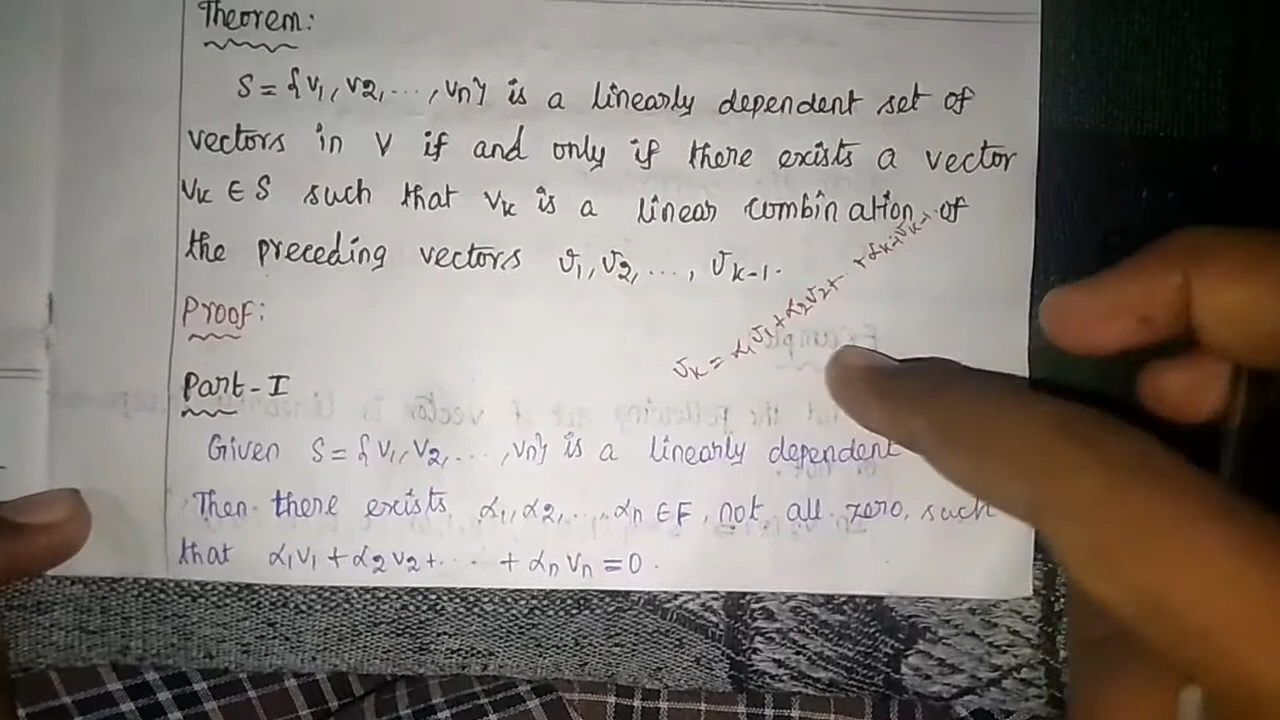 Theorem:
S = {v1, v2, ..., vn} is a linearly dependent set of
vectors in V if and only if there exists a vector
vk ∈ S such that vk is a linear combination of
the preceding vectors v1, v2, ..., vk-1.
Proof:
vk = α1v1 + α2v2 + ... + αk-1vk-1
Part-I
Given S = {v1, v2, ..., vn} is a linearly dependent
Then there exists α1, α2, ..., αn ∈ F, not all zero, such
that α1v1 + α2v2 + ... + αnvn = 0.